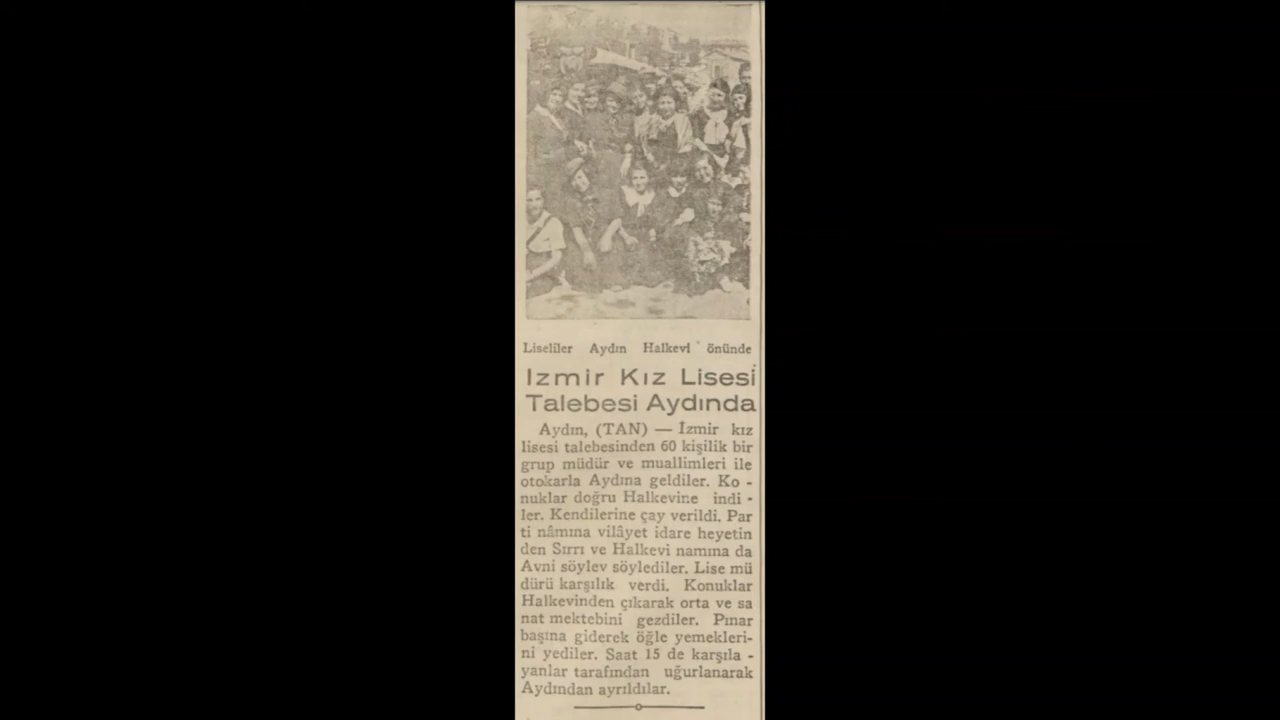 Liseliler Aydın Halkevi önünde
Izmir Kız Lisesi
Talebesi Aydında
Aydın, (TAN) — İzmir kız
lisesi talebesinden 60 kişilik bir
grup müdür ve muallimleri ile
otokarla Aydına geldiler. Ko -
nuklar doğru Halkevine indi -
ler. Kendilerine çay verildi. Par
ti nâmına vilâyet idare heyetin
den Sırrı ve Halkevi namına da
Avni söylev söylediler. Lise mü
dürü karşılık verdi. Konuklar
Halkevinden çıkarak orta ve sa
nat mektebini gezdiler. Pınar
başına giderek öğle yemekleri-
ni yediler. Saat 15 de karşıla -
yanlar tarafından uğurlanarak
Aydından ayrıldılar.